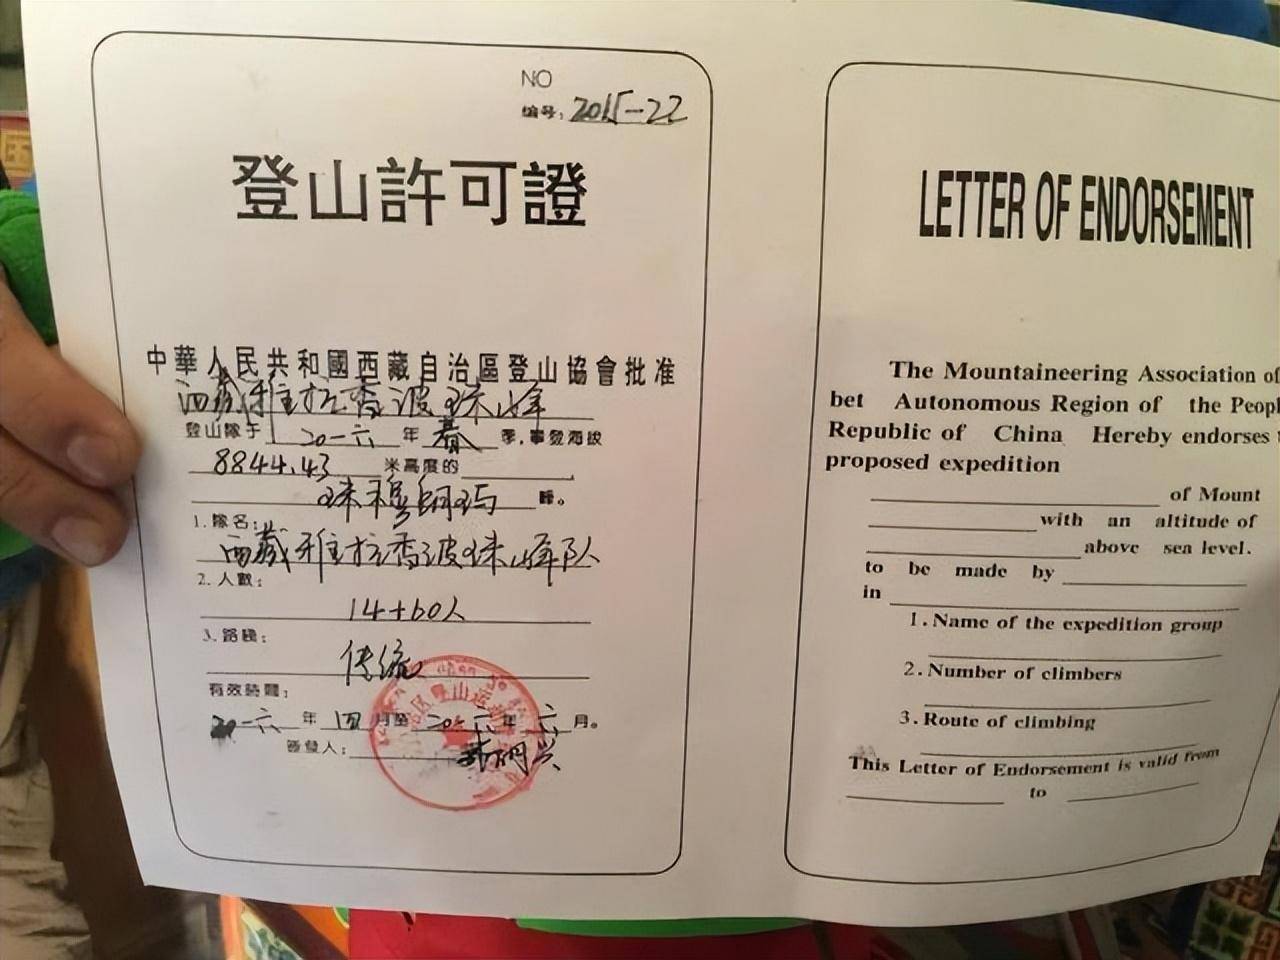 NO
编号: 2015-22
登山許可證
中華人民共和國西藏自治區登山協會批准
西藏雅拉香波珠峰
登山隊于 二0一六 年 春 季,攀登海拔
8844.43 米高度的
珠穆朗玛 峰。
1. 隊名:
西藏雅拉香波珠峰队
2. 人數:
14+60人
3. 路綫:
传统
有效時間:
二0一六 年 四 月至 二0一六 年 六 月。
簽發人:
LETTER OF ENDORSEMENT
The Mountaineering Association of
bet Autonomous Region of the Peopl
Republic of China Hereby endorses t
proposed expedition
of Mount
with an altitude of
above sea level.
to be made by
in
1. Name of the expedition group
2. Number of climbers
3. Route of climbing
This Letter of Endorsement is valid from
to